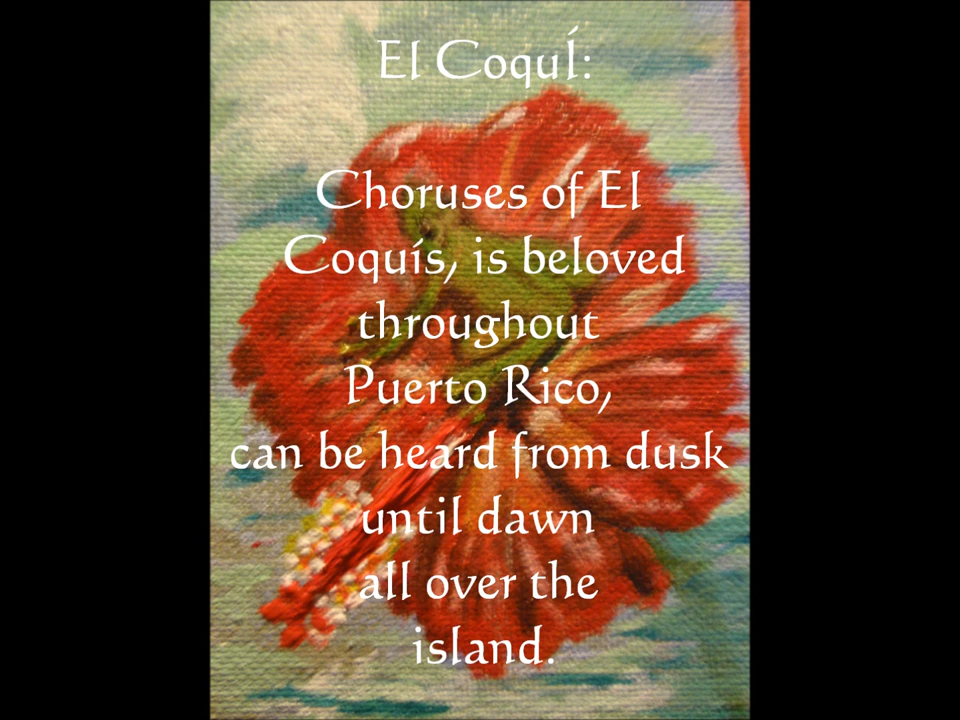 El CoquÍ:
Choruses of El
Coquís, is beloved
throughout
Puerto Rico,
can be heard from dusk
until dawn
all over the
island.